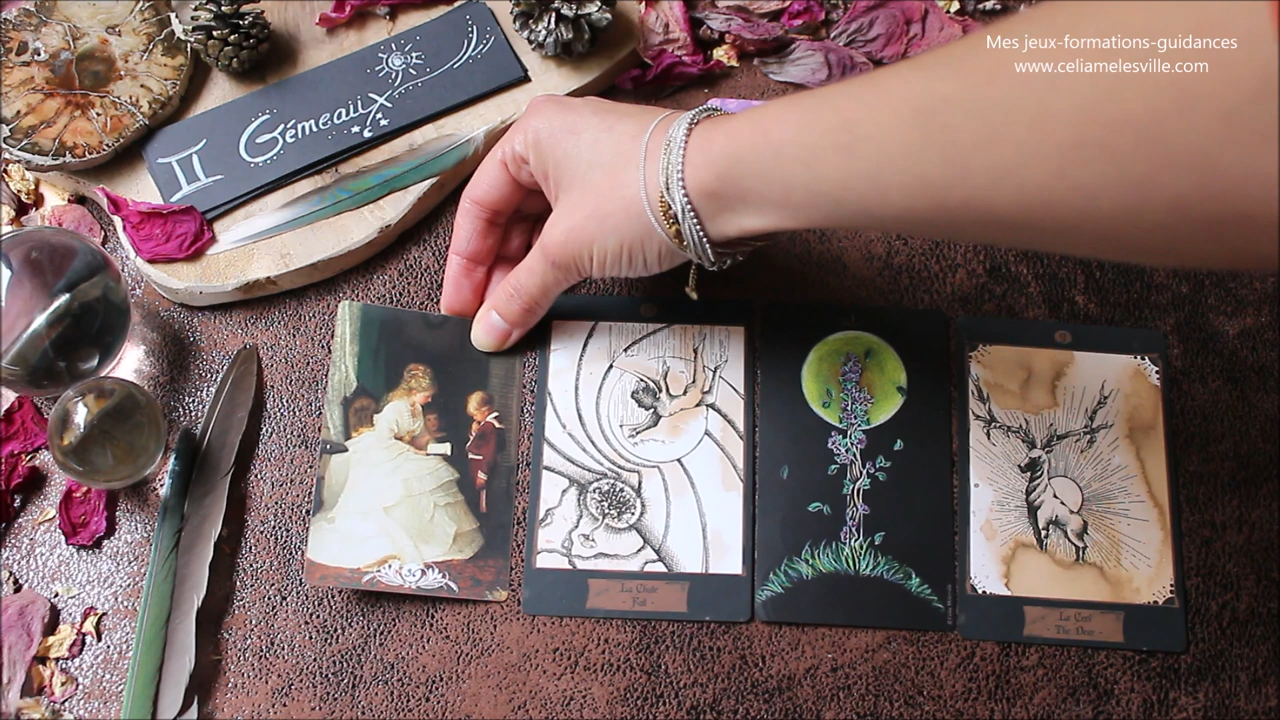 Mes jeux-formations-guidances
www.celiamelesville.com
Gémeaux
La Chute
- Fall -
Le Cerf
- The Deer -